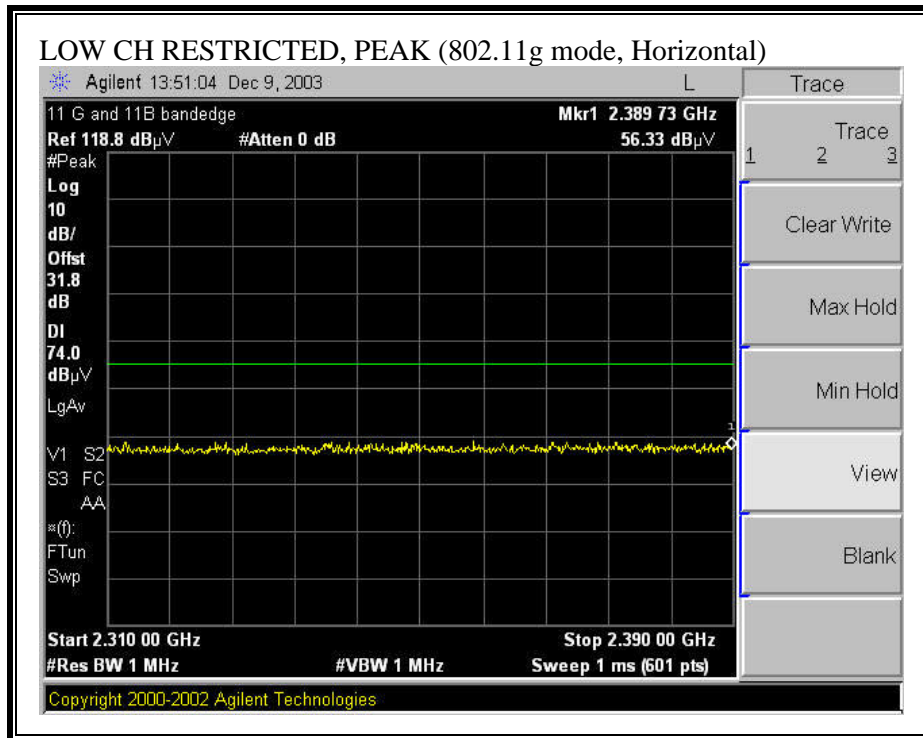 LOW CH RESTRICTED, PEAK (802.11g mode, Horizontal)
Agilent 13:51:04 Dec 9, 2003 L Trace
11 G and 11B bandedge Mkr1 2.389 73 GHz
Ref 118.8 dBµV #Atten 0 dB 56.33 dBµV
#Peak
Log
10
dB/
Offst
31.8
dB
DI
74.0
dBµV
LgAv
V1 S2
S3 FC
AA
¤(f):
FTun
Swp
1
Start 2.310 00 GHz Stop 2.390 00 GHz
#Res BW 1 MHz #VBW 1 MHz Sweep 1 ms (601 pts)
Trace
1 2 3
Clear Write
Max Hold
Min Hold
View
Blank
Copyright 2000-2002 Agilent Technologies